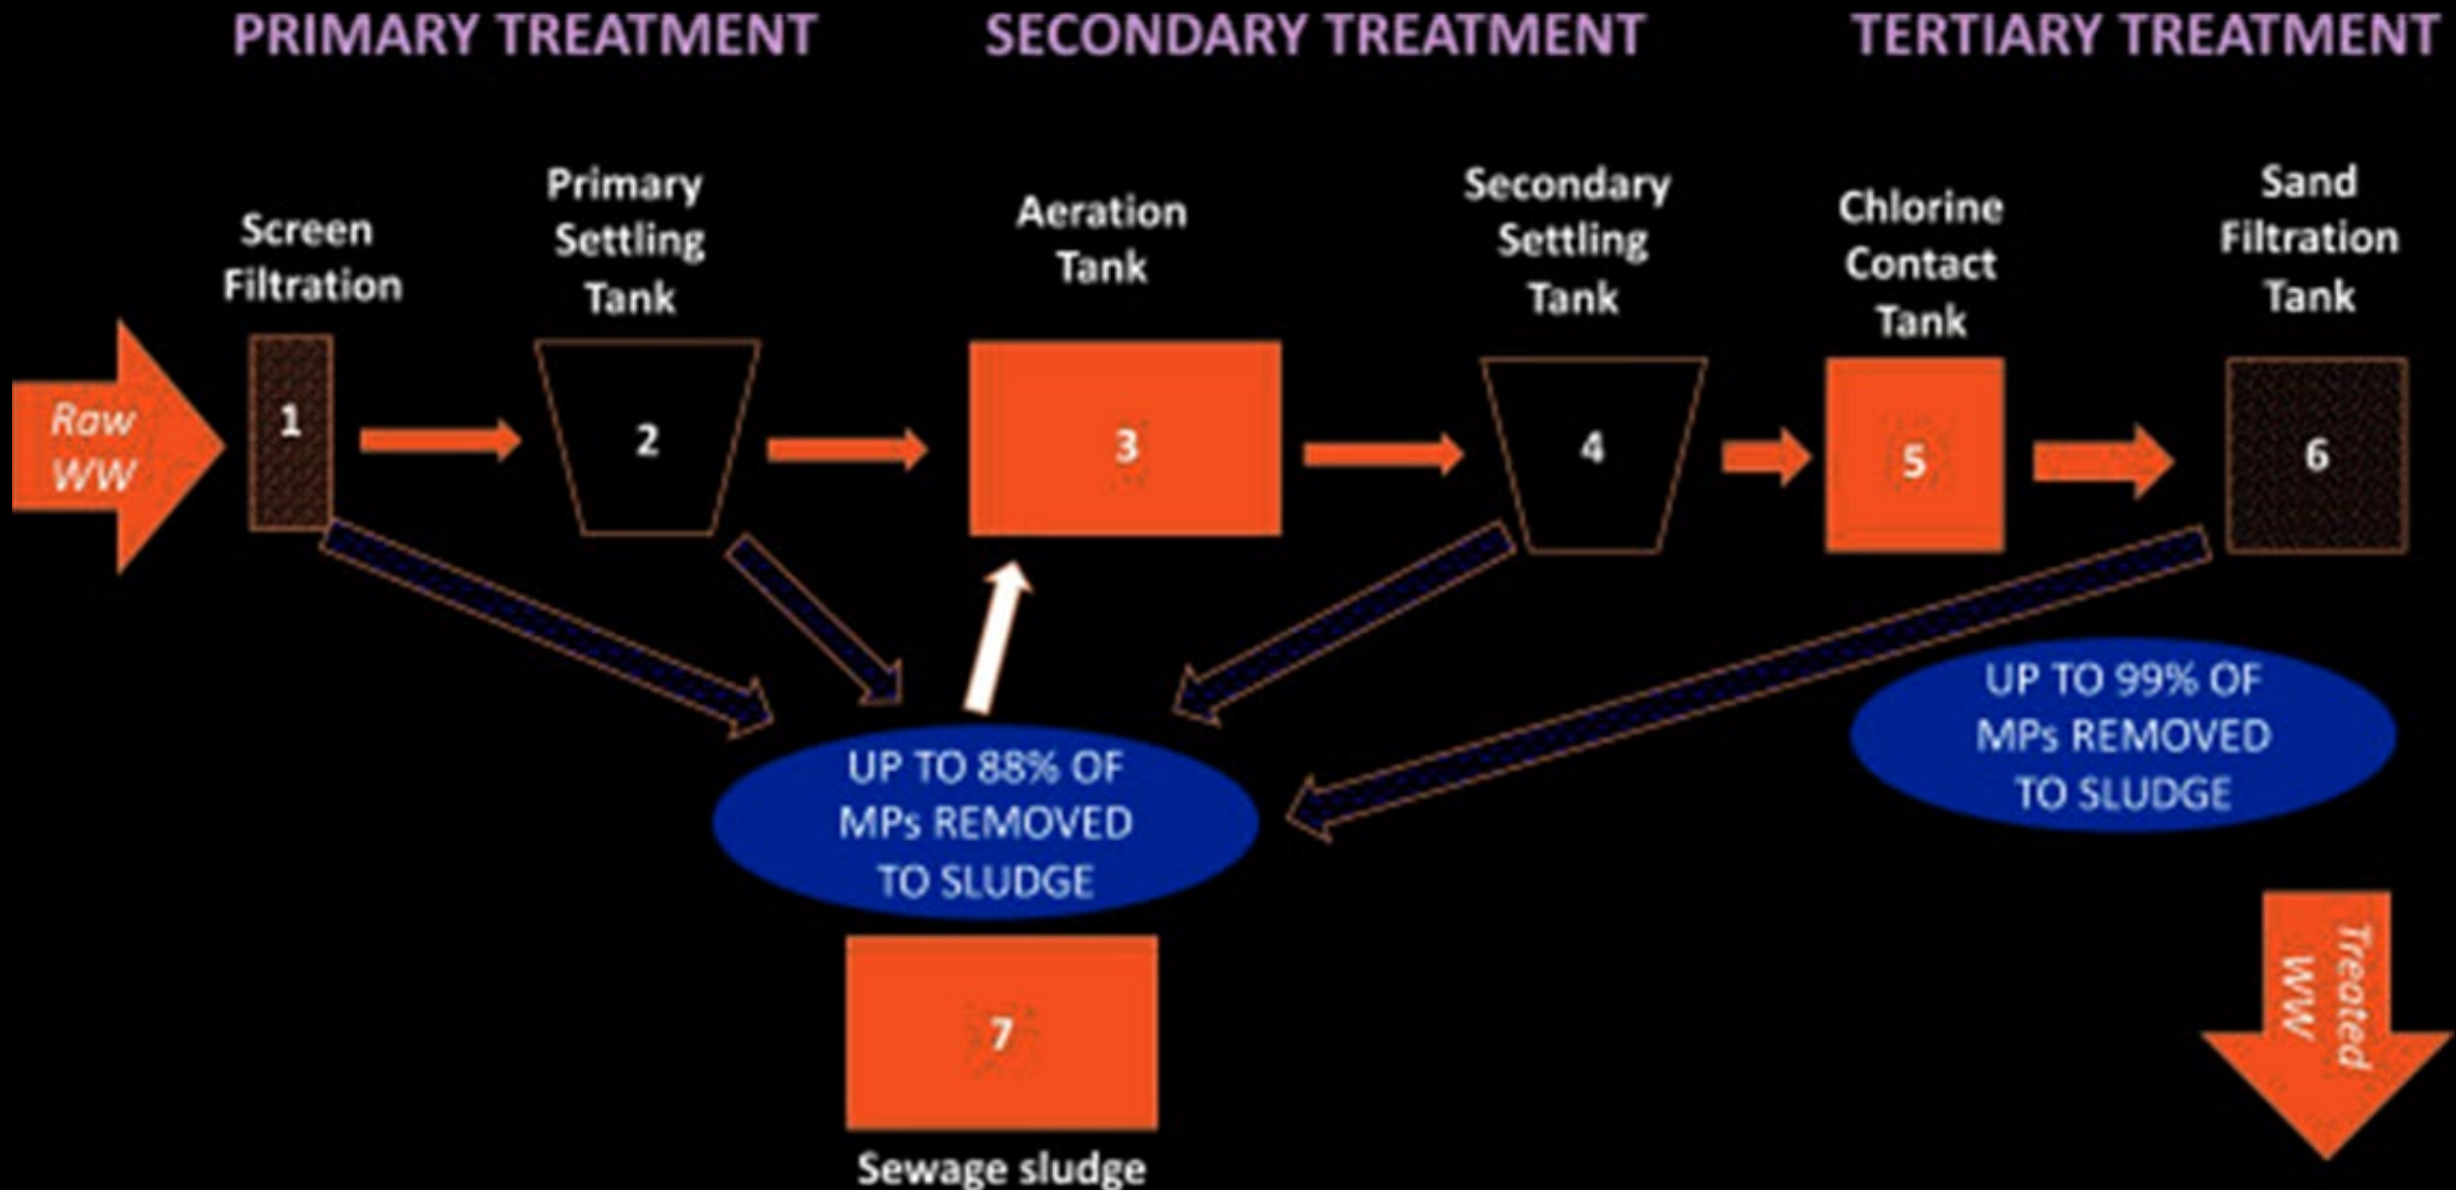 PRIMARY TREATMENT
SECONDARY TREATMENT
TERTIARY TREATMENT
Screen
Filtration
Primary
Settling
Tank
Aeration
Tank
Secondary
Settling
Tank
Chlorine
Contact
Tank
Sand
Filtration
Tank
Raw
WW
1
2
3
4
5
6
UP TO 88% OF
MPs REMOVED
TO SLUDGE
UP TO 99% OF
MPs REMOVED
TO SLUDGE
7
Sewage sludge
Treated
WW